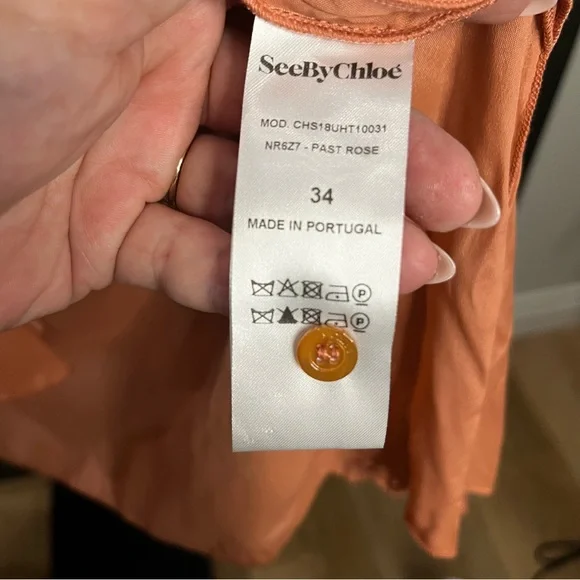 SeeByChloé
MOD. CHS18UHT10031
NR6Z7 - PAST ROSE
34
MADE IN PORTUGAL
P
P